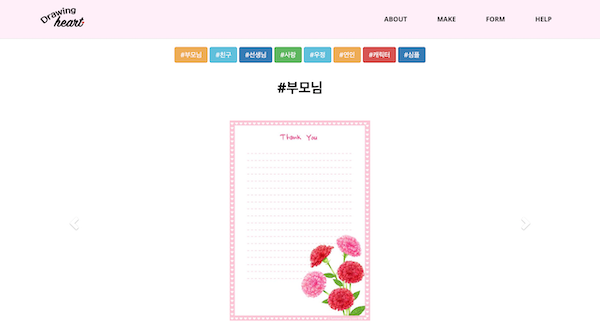 Drawing
heart
ABOUT MAKE FORM HELP
#부모님 #친구 #선생님 #사랑 #우정 #연인 #캐릭터 #심플
#부모님
Thank You